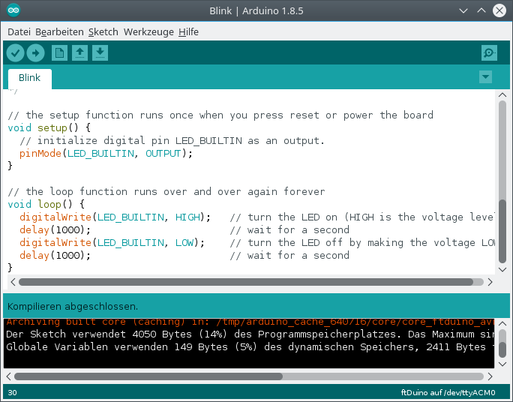 Blink | Arduino 1.8.5
Datei Bearbeiten Sketch Werkzeuge Hilfe
Blink
*/
// the setup function runs once when you press reset or power the board
void setup() {
  // initialize digital pin LED_BUILTIN as an output.
  pinMode(LED_BUILTIN, OUTPUT);
}
// the loop function runs over and over again forever
void loop() {
  digitalWrite(LED_BUILTIN, HIGH);   // turn the LED on (HIGH is the voltage leve
  delay(1000);                       // wait for a second
  digitalWrite(LED_BUILTIN, LOW);    // turn the LED off by making the voltage LOW
  delay(1000);                       // wait for a second
}
Kompilieren abgeschlossen.
Archiving built core (caching) in: /tmp/arduino_cache_640716/core/core_ftduino_av
Der Sketch verwendet 4050 Bytes (14%) des Programmspeicherplatzes. Das Maximum sin
Globale Variablen verwenden 149 Bytes (5%) des dynamischen Speichers, 2411 Bytes
30
ftDuino auf /dev/ttyACM0